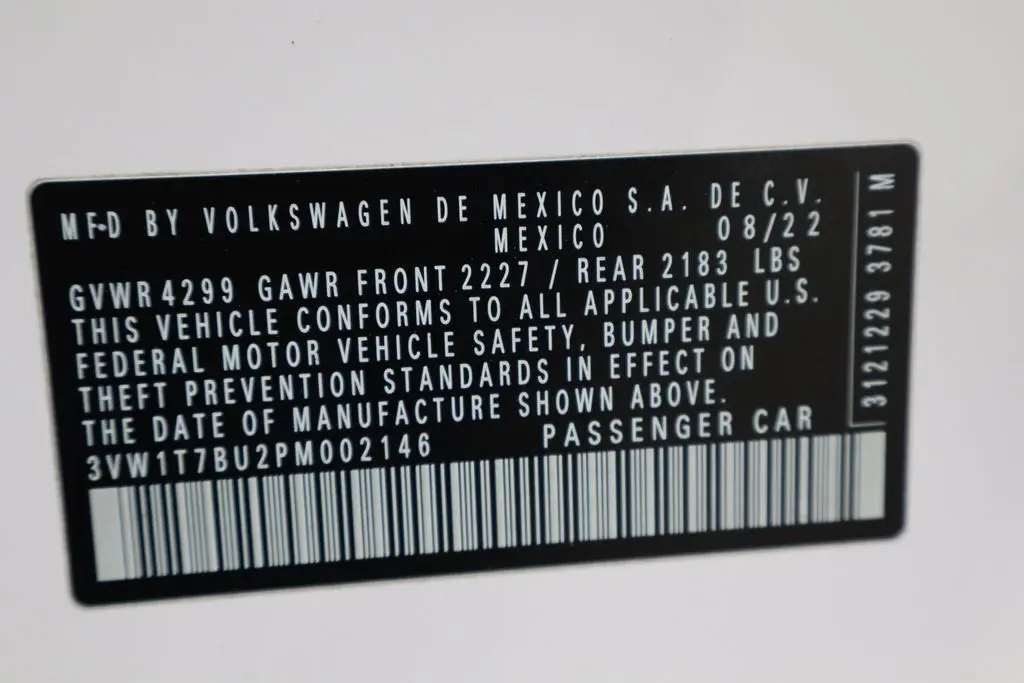 MFD BY VOLKSWAGEN DE MEXICO S.A. DE C.V.
MEXICO 08/22
GVWR 4299 GAWR FRONT 2227 / REAR 2183 LBS
THIS VEHICLE CONFORMS TO ALL APPLICABLE U.S.
FEDERAL MOTOR VEHICLE SAFETY, BUMPER AND
THEFT PREVENTION STANDARDS IN EFFECT ON
THE DATE OF MANUFACTURE SHOWN ABOVE.
3VW1T7BU2PM002146 PASSENGER CAR
3121229 3781 M